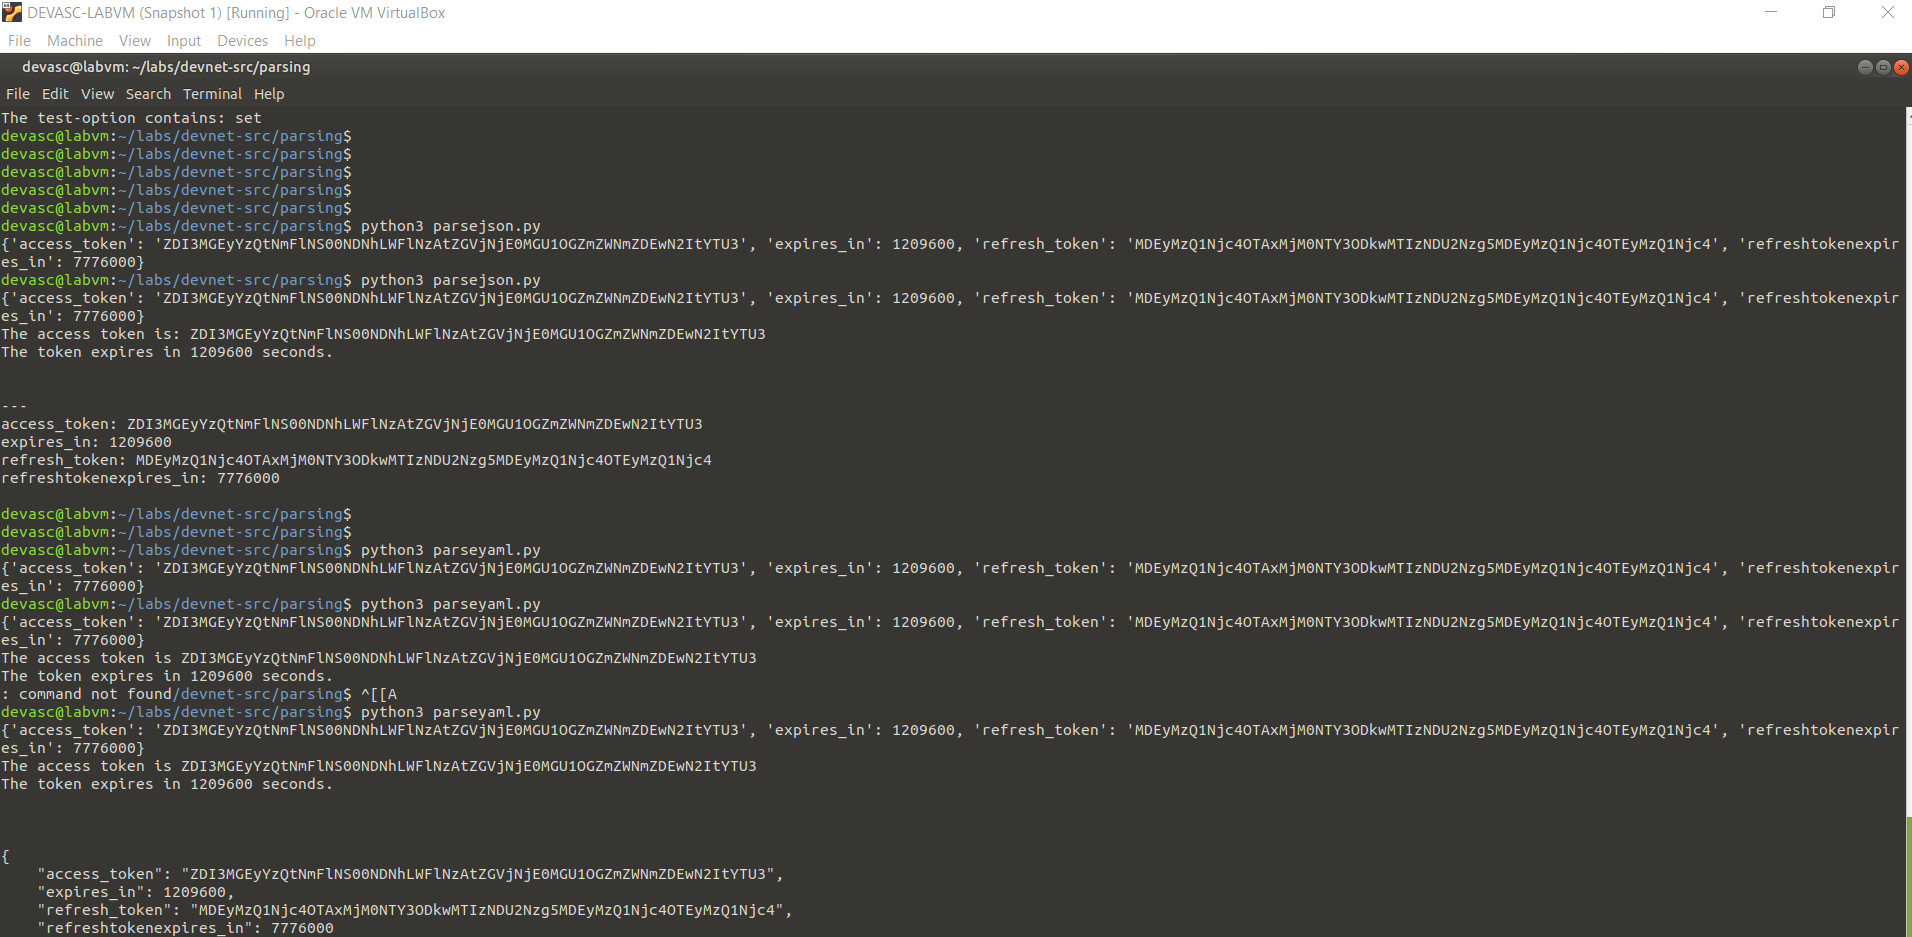 DEVASC-LABVM (Snapshot 1) [Running] - Oracle VM VirtualBox
File Machine View Input Devices Help
devasc@labvm: ~/labs/devnet-src/parsing
File Edit View Search Terminal Help
The test-option contains: set
devasc@labvm:~/labs/devnet-src/parsing$
devasc@labvm:~/labs/devnet-src/parsing$
devasc@labvm:~/labs/devnet-src/parsing$
devasc@labvm:~/labs/devnet-src/parsing$
devasc@labvm:~/labs/devnet-src/parsing$
devasc@labvm:~/labs/devnet-src/parsing$ python3 parsejson.py
{'access_token': 'ZDI3MGEyYzQtNmFlNS00NDNhLWFlNzAtZGVjNjE0MGU1OGZmZWNmZDEwN2ItYTU3', 'expires_in': 1209600, 'refresh_token': 'MDEyMzQ1Njc4OTAxMjM0NTY3ODkwMTIzNDU2Nzg5MDEyMzQ1Njc4OTEyMzQ1Njc4', 'refreshtokenexpir
es_in': 7776000}
devasc@labvm:~/labs/devnet-src/parsing$ python3 parsejson.py
{'access_token': 'ZDI3MGEyYzQtNmFlNS00NDNhLWFlNzAtZGVjNjE0MGU1OGZmZWNmZDEwN2ItYTU3', 'expires_in': 1209600, 'refresh_token': 'MDEyMzQ1Njc4OTAxMjM0NTY3ODkwMTIzNDU2Nzg5MDEyMzQ1Njc4OTEyMzQ1Njc4', 'refreshtokenexpir
es_in': 7776000}
The access token is: ZDI3MGEyYzQtNmFlNS00NDNhLWFlNzAtZGVjNjE0MGU1OGZmZWNmZDEwN2ItYTU3
The token expires in 1209600 seconds.
---
access_token: ZDI3MGEyYzQtNmFlNS00NDNhLWFlNzAtZGVjNjE0MGU1OGZmZWNmZDEwN2ItYTU3
expires_in: 1209600
refresh_token: MDEyMzQ1Njc4OTAxMjM0NTY3ODkwMTIzNDU2Nzg5MDEyMzQ1Njc4OTEyMzQ1Njc4
refreshtokenexpires_in: 7776000
devasc@labvm:~/labs/devnet-src/parsing$
devasc@labvm:~/labs/devnet-src/parsing$
devasc@labvm:~/labs/devnet-src/parsing$ python3 parseyaml.py
{'access_token': 'ZDI3MGEyYzQtNmFlNS00NDNhLWFlNzAtZGVjNjE0MGU1OGZmZWNmZDEwN2ItYTU3', 'expires_in': 1209600, 'refresh_token': 'MDEyMzQ1Njc4OTAxMjM0NTY3ODkwMTIzNDU2Nzg5MDEyMzQ1Njc4OTEyMzQ1Njc4', 'refreshtokenexpir
es_in': 7776000}
devasc@labvm:~/labs/devnet-src/parsing$ python3 parseyaml.py
{'access_token': 'ZDI3MGEyYzQtNmFlNS00NDNhLWFlNzAtZGVjNjE0MGU1OGZmZWNmZDEwN2ItYTU3', 'expires_in': 1209600, 'refresh_token': 'MDEyMzQ1Njc4OTAxMjM0NTY3ODkwMTIzNDU2Nzg5MDEyMzQ1Njc4OTEyMzQ1Njc4', 'refreshtokenexpir
es_in': 7776000}
The access token is ZDI3MGEyYzQtNmFlNS00NDNhLWFlNzAtZGVjNjE0MGU1OGZmZWNmZDEwN2ItYTU3
The token expires in 1209600 seconds.
: command not found/devnet-src/parsing$ ^[[A
devasc@labvm:~/labs/devnet-src/parsing$ python3 parseyaml.py
{'access_token': 'ZDI3MGEyYzQtNmFlNS00NDNhLWFlNzAtZGVjNjE0MGU1OGZmZWNmZDEwN2ItYTU3', 'expires_in': 1209600, 'refresh_token': 'MDEyMzQ1Njc4OTAxMjM0NTY3ODkwMTIzNDU2Nzg5MDEyMzQ1Njc4OTEyMzQ1Njc4', 'refreshtokenexpir
es_in': 7776000}
The access token is ZDI3MGEyYzQtNmFlNS00NDNhLWFlNzAtZGVjNjE0MGU1OGZmZWNmZDEwN2ItYTU3
The token expires in 1209600 seconds.
{
"access_token": "ZDI3MGEyYzQtNmFlNS00NDNhLWFlNzAtZGVjNjE0MGU1OGZmZWNmZDEwN2ItYTU3",
"expires_in": 1209600,
"refresh_token": "MDEyMzQ1Njc4OTAxMjM0NTY3ODkwMTIzNDU2Nzg5MDEyMzQ1Njc4OTEyMzQ1Njc4",
"refreshtokenexpires_in": 7776000